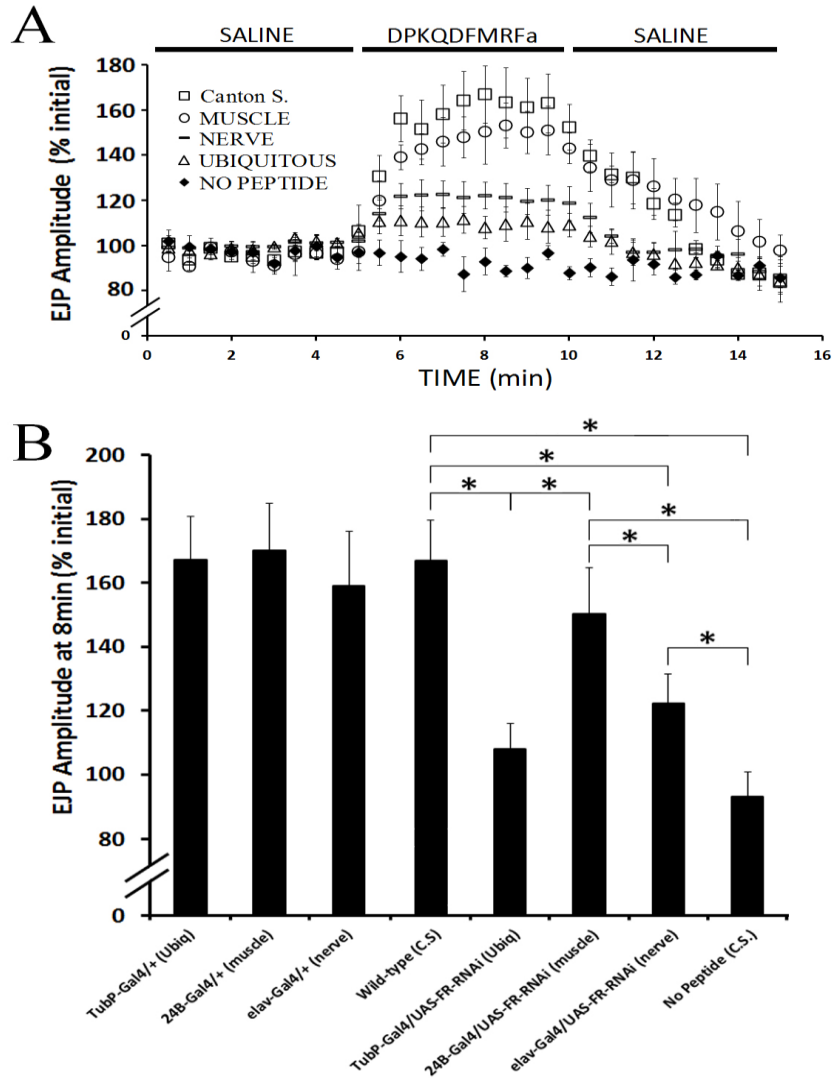 A
SALINE DPKQDFMRFa SALINE
EJP Amplitude (% initial)
180
160
140
120
100
80
0
Canton S.
MUSCLE
NERVE
UBIQUITOUS
NO PEPTIDE
0 2 4 6 8 10 12 14 16
TIME (min)
B
EJP Amplitude at 8min (% initial)
200
180
160
140
120
100
80
0
* * * * * * *
TubP-Gal4/+ (Ubiq)
24B-Gal4/+ (muscle)
elav-Gal4/+ (nerve)
Wild-type (C.S)
TubP-Gal4/UAS-FR-RNAi (Ubiq)
24B-Gal4/UAS-FR-RNAi (muscle)
elav-Gal4/UAS-FR-RNAi (nerve)
No Peptide (C.S.)